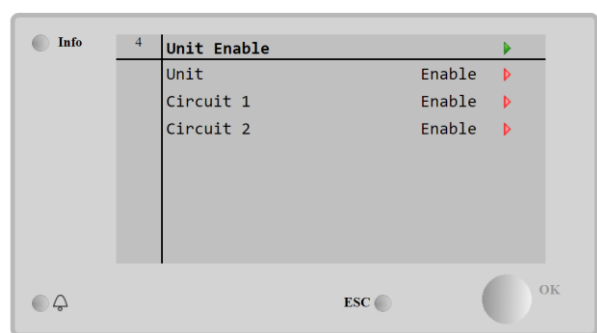 Info
4 Unit Enable
Unit Enable
Circuit 1 Enable
Circuit 2 Enable
ESC
OK